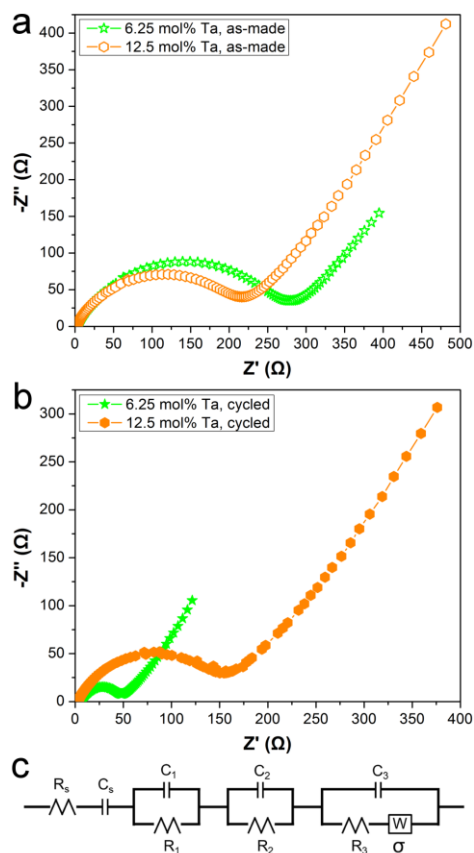 a
6.25 mol% Ta, as-made
12.5 mol% Ta, as-made
400
350
300
250
200
150
100
50
0
-Z'' (Ω)
0 50 100 150 200 250 300 350 400 450 500
Z' (Ω)
b
6.25 mol% Ta, cycled
12.5 mol% Ta, cycled
300
250
200
150
100
50
0
-Z'' (Ω)
0 50 100 150 200 250 300 350 400
Z' (Ω)
c
Rs Cs C1 C2 C3
R1 R2 R3 W
σ